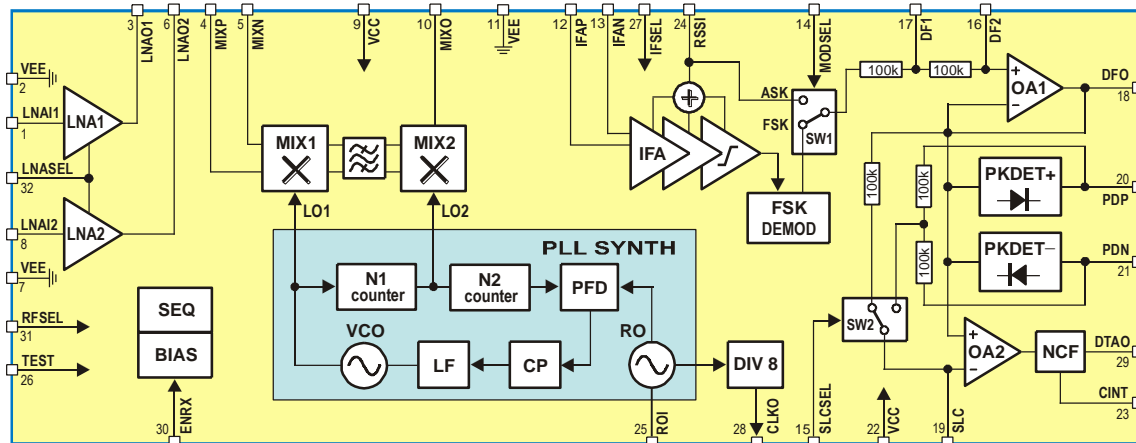 3 LNAO1
6 LNAO2
4 MIXP
5 MIXN
9 VCC
10 MIXO
11 VEE
12 IFAP
13 IFAN
27 IFSEL
24 RSSI
14 MODSEL
17 DF1
16 DF2
VEE
2
LNAI1
1
LNASEL
32
LNAI2
8
VEE
7
RFSEL
31
TEST
26
LNA1
LNA2
MIX1
MIX2
LO1
LO2
IFA
+
ASK
FSK
SW1
FSK
DEMOD
100k
100k
+
−
OA1
DFO
18
100k
100k
100k
PKDET+
20
PDP
PKDET−
PDN
21
SW2
+
−
OA2
NCF
DTAO
29
CINT
23
PLL SYNTH
N1
counter
N2
counter
PFD
VCO
LF
CP
RO
DIV 8
SEQ
BIAS
30 ENRX
25 ROI
28 CLKO
15 SLCSEL
22 VCC
19 SLC